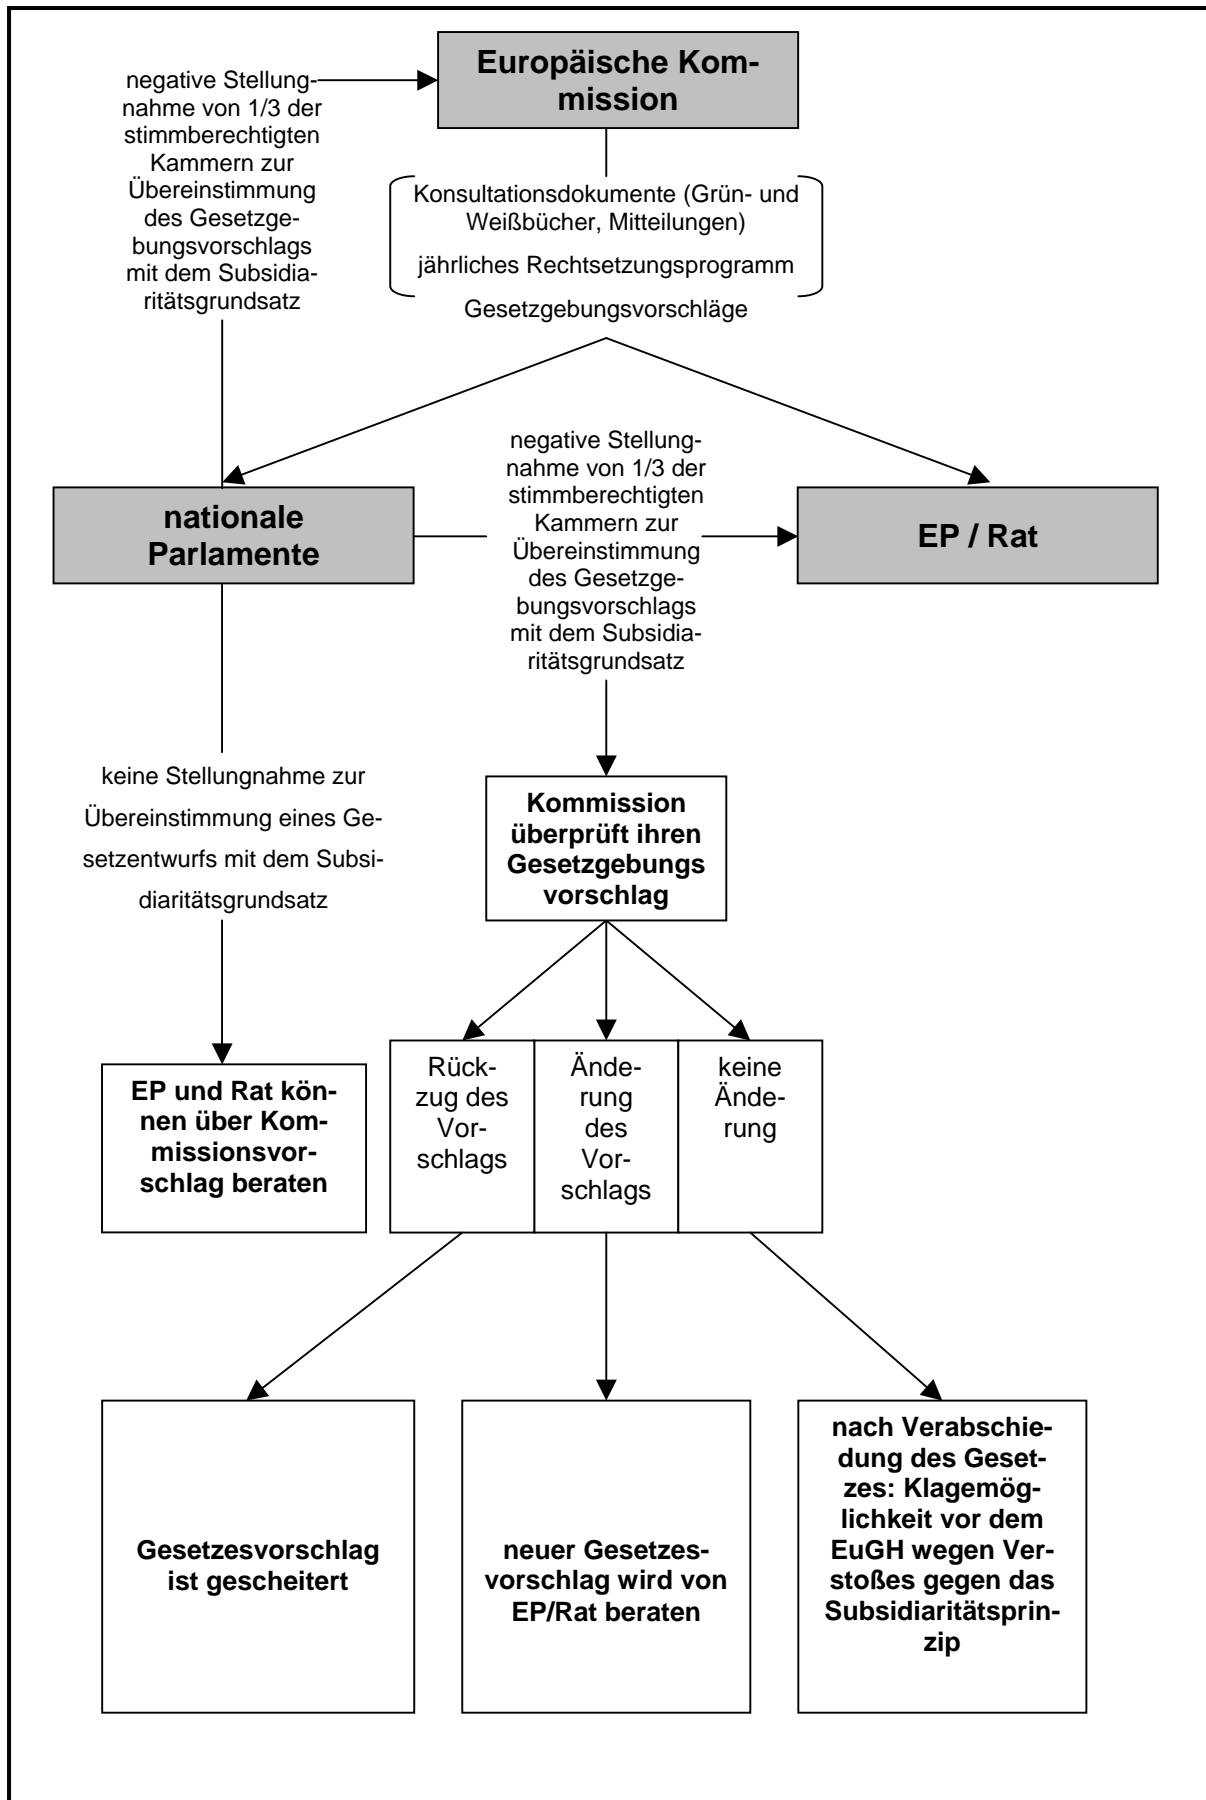 Europäische Kom-
mission
negative Stellung-
nahme von 1/3 der
stimmberechtigten
Kammern zur
Übereinstimmung
des Gesetzge-
bungsvorschlags
mit dem Subsidia-
ritätsgrundsatz
Konsultationsdokumente (Grün- und
Weißbücher, Mitteilungen)
jährliches Rechtsetzungsprogramm
Gesetzgebungsvorschläge
nationale
Parlamente
negative Stellung-
nahme von 1/3 der
stimmberechtigten
Kammern zur
Übereinstimmung
des Gesetzge-
bungsvorschlags
mit dem Subsidia-
ritätsgrundsatz
EP / Rat
keine Stellungnahme zur
Übereinstimmung eines Ge-
setzentwurfs mit dem Subsi-
diaritätsgrundsatz
Kommission
überprüft ihren
Gesetzgebungs
vorschlag
EP und Rat kön-
nen über Kom-
missionsvor-
schlag beraten
Rück-
zug des
Vor-
schlags
Ände-
rung
des
Vor-
schlags
keine
Ände-
rung
Gesetzesvorschlag
ist gescheitert
neuer Gesetzes-
vorschlag wird von
EP/Rat beraten
nach Verabschie-
dung des Geset-
zes: Klagemög-
lichkeit vor dem
EuGH wegen Ver-
stoßes gegen das
Subsidiaritätsprin-
zip